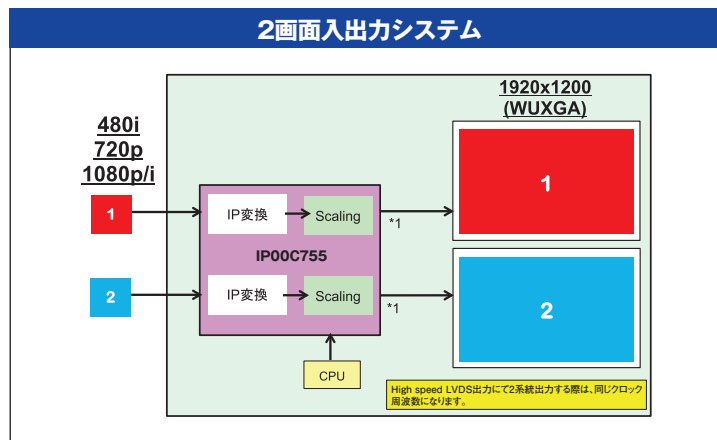 2画面入出力システム
480i
720p
1080p/i
1920x1200
(WUXGA)
1
IP変換
Scaling
*1
1
IP00C755
2
IP変換
Scaling
*1
2
CPU
High speed LVDS出力にて2系統出力する際は、同じクロック
周波数になります。